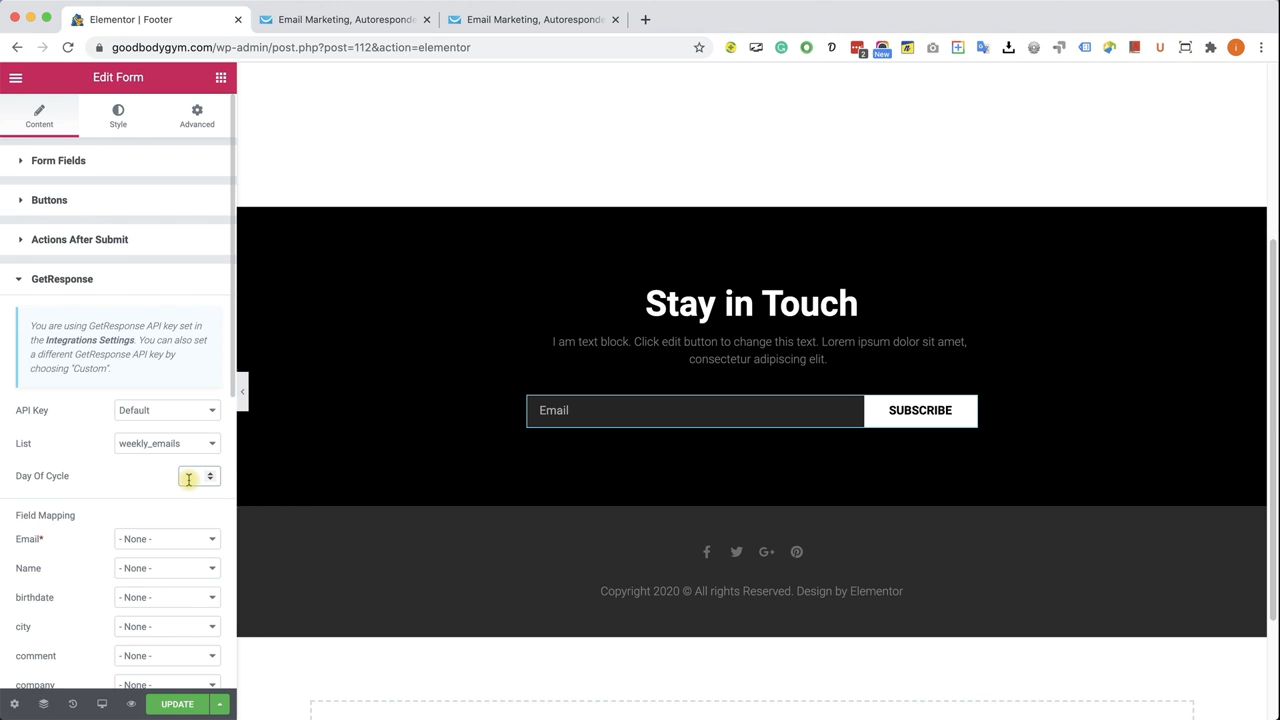 Elementor | Footer
Email Marketing, Autoresponde
Email Marketing, Autoresponde
goodbodygym.com/wp-admin/post.php?post=112&action=elementor
2
New
Edit Form
Content
Style
Advanced
Form Fields
Buttons
Actions After Submit
GetResponse
You are using GetResponse API key set in
the Integrations Settings. You can also set
a different GetResponse API key by
choosing "Custom".
API Key
Default
List
weekly_emails
Day Of Cycle
Field Mapping
Email*
- None -
Name
- None -
birthdate
- None -
city
- None -
comment
- None -
company
- None -
UPDATE
Stay in Touch
I am text block. Click edit button to change this text. Lorem ipsum dolor sit amet,
consectetur adipiscing elit.
Email
SUBSCRIBE
Copyright 2020 © All rights Reserved. Design by Elementor